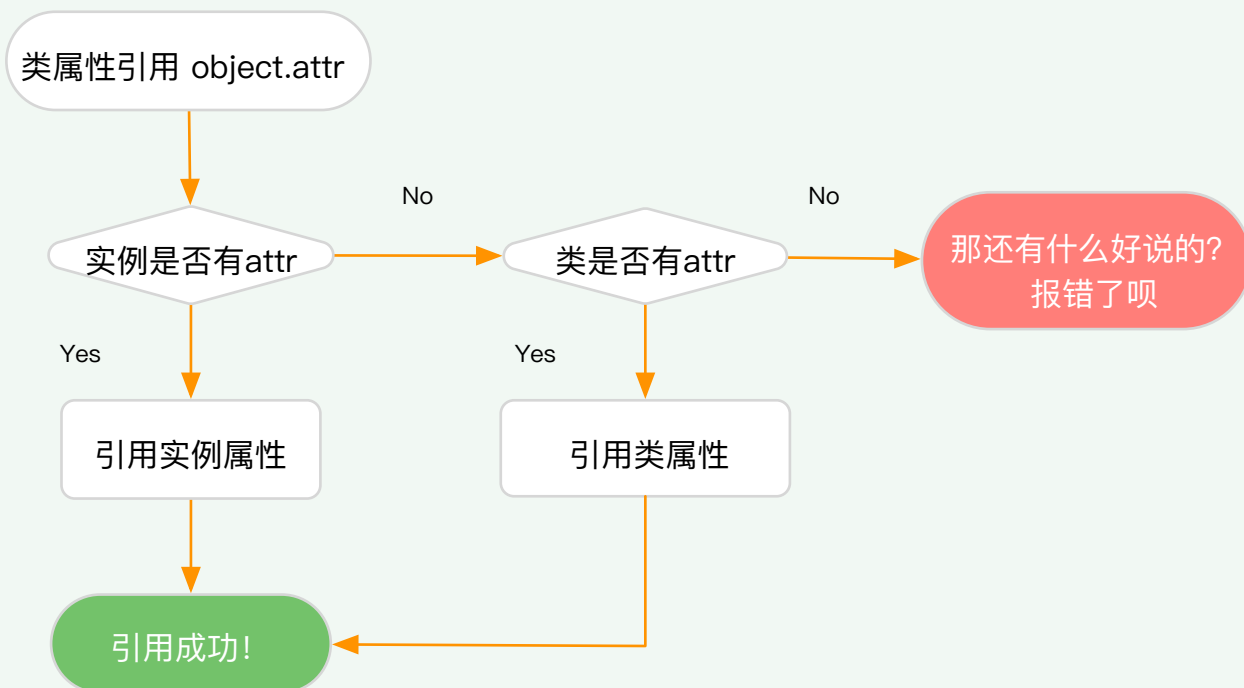 类属性引用 object.attr
No
No
实例是否有attr
类是否有attr
那还有什么好说的?
报错了呗
Yes
Yes
引用实例属性
引用类属性
引用成功!